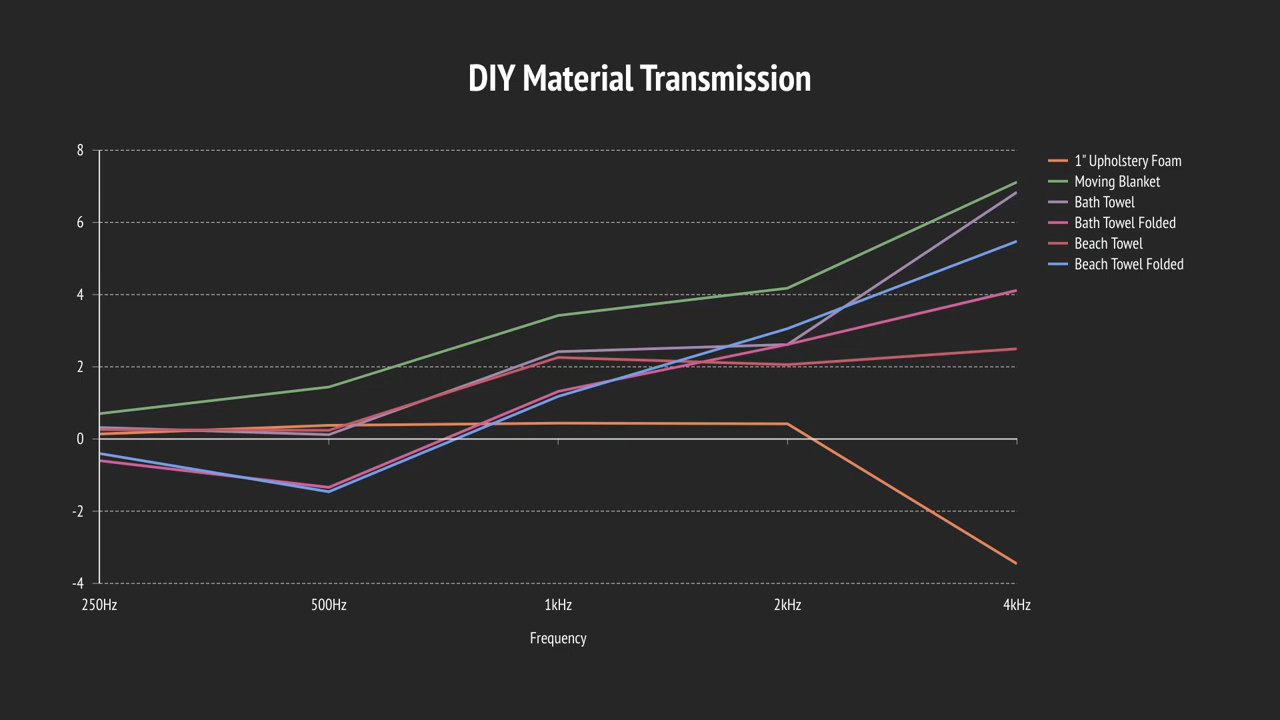 DIY Material Transmission
8
6
4
2
0
-2
-4
250Hz
500Hz
1kHz
2kHz
4kHz
Frequency
1" Upholstery Foam
Moving Blanket
Bath Towel
Bath Towel Folded
Beach Towel
Beach Towel Folded